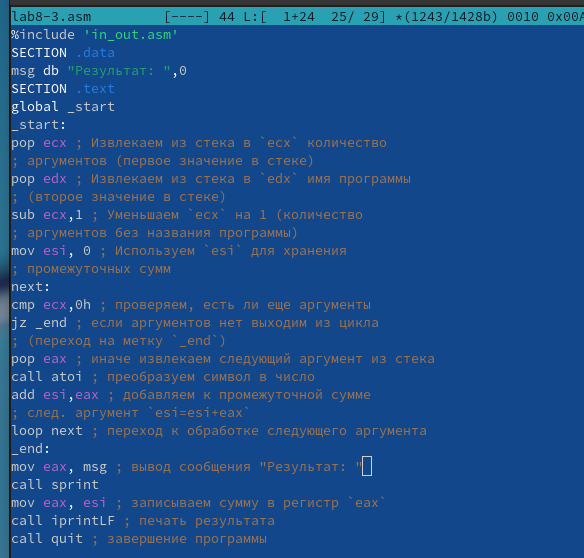 lab8-3.asm [----] 44 L:[ 1+24 25/ 29] *(1243/1428b) 0010 0x00A
%include 'in_out.asm'
SECTION .data
msg db "Результат: ",0
SECTION .text
global _start
_start:
pop ecx ; Извлекаем из стека в `ecx` количество
; аргументов (первое значение в стеке)
pop edx ; Извлекаем из стека в `edx` имя программы
; (второе значение в стеке)
sub ecx,1 ; Уменьшаем `ecx` на 1 (количество
; аргументов без названия программы)
mov esi, 0 ; Используем `esi` для хранения
; промежуточных сумм
next:
cmp ecx,0h ; проверяем, есть ли еще аргументы
jz _end ; если аргументов нет выходим из цикла
; (переход на метку `_end`)
pop eax ; иначе извлекаем следующий аргумент из стека
call atoi ; преобразуем символ в число
add esi,eax ; добавляем к промежуточной сумме
; след. аргумент `esi=esi+eax`
loop next ; переход к обработке следующего аргумента
_end:
mov eax, msg ; вывод сообщения "Результат: "
call sprint
mov eax, esi ; записываем сумму в регистр `eax`
call iprintLF ; печать результата
call quit ; завершение программы